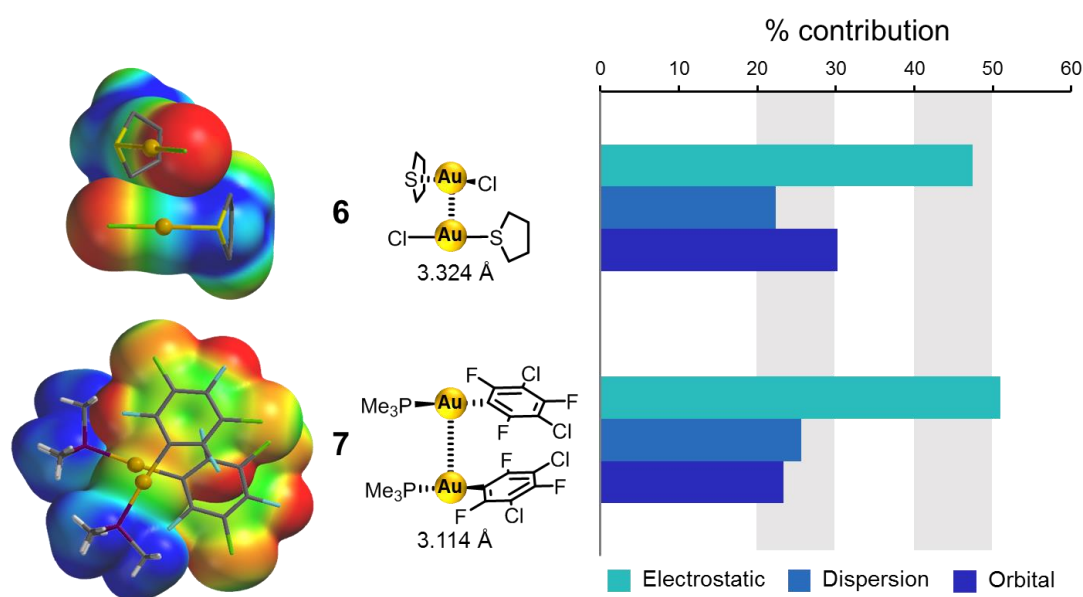 % contribution
0 10 20 30 40 50 60
6
S Au Cl
Cl Au S
3.324 Å
7
F Cl
Me₃P Au F
F Cl
F Cl
Me₃P Au F
F Cl
3.114 Å
Electrostatic Dispersion Orbital